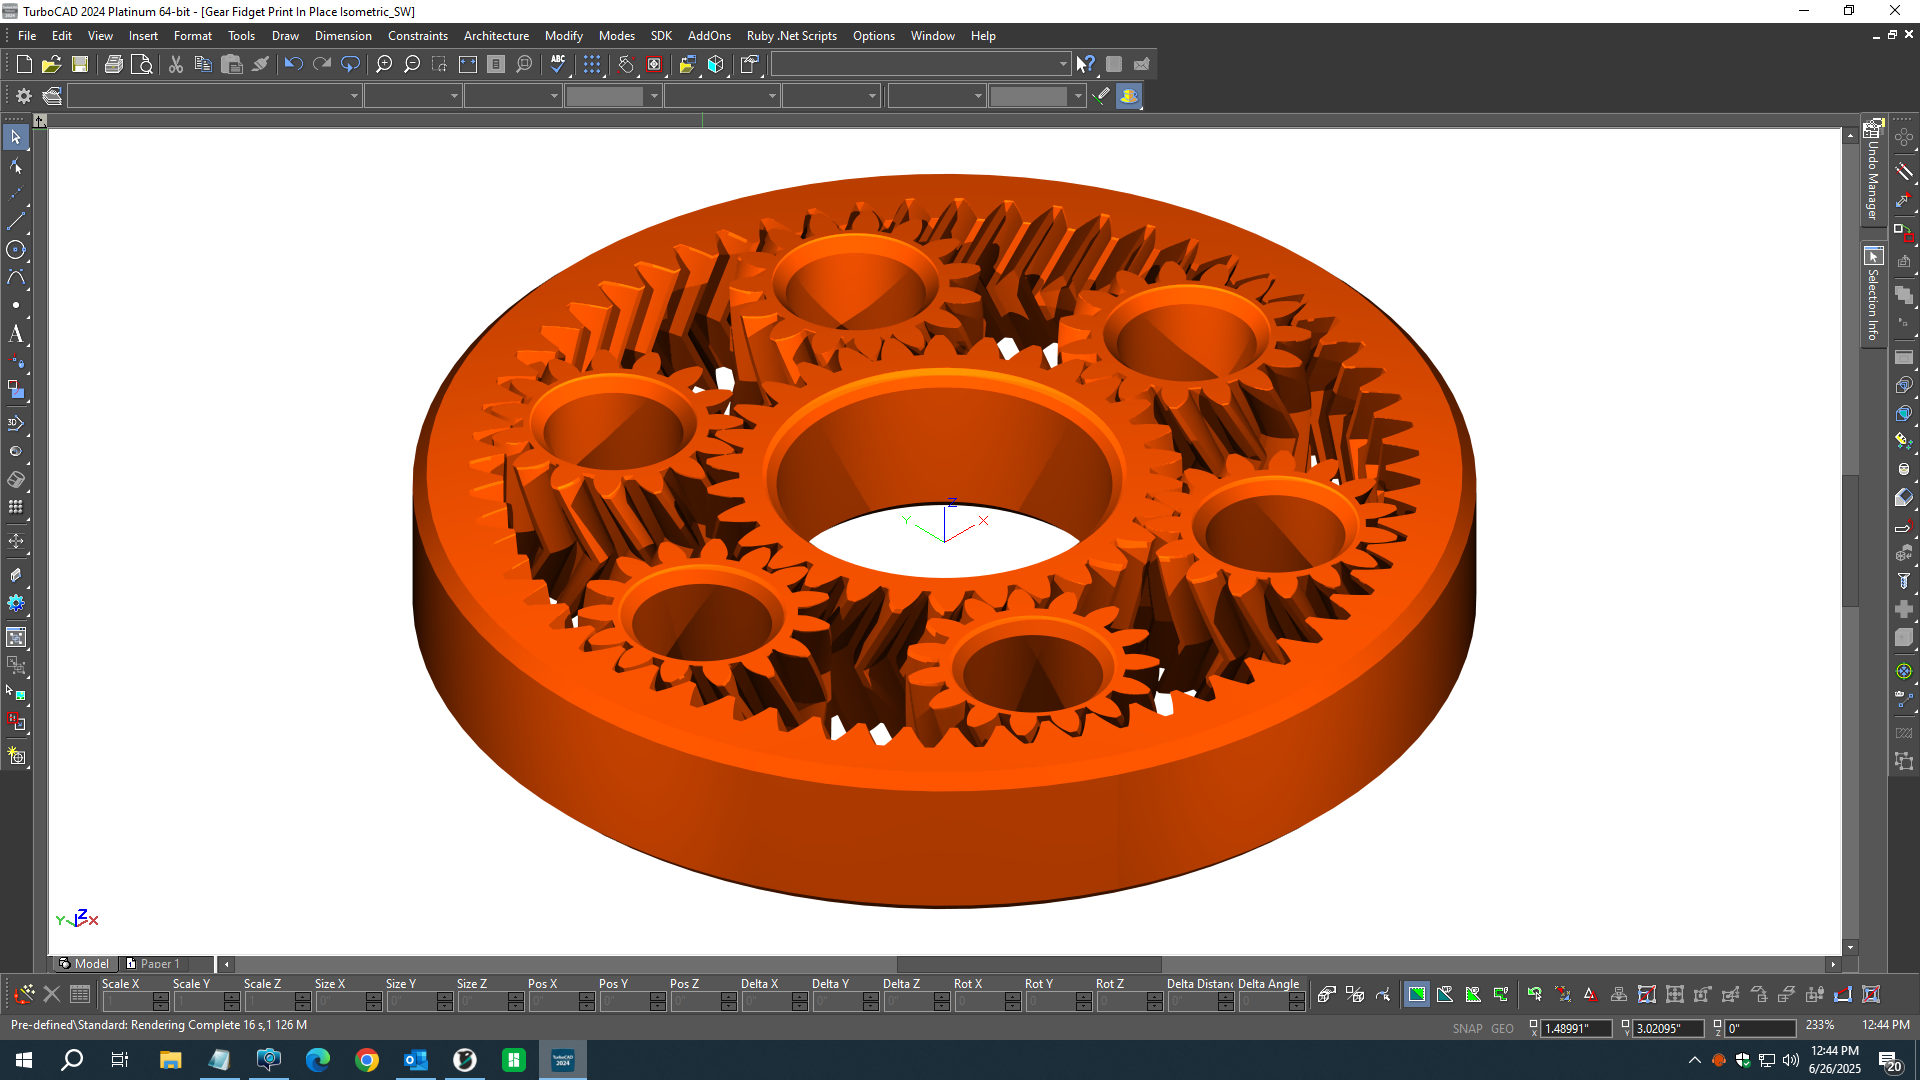 TurboCAD 2024 Platinum 64-bit - [Gear Fidget Print In Place Isometric_SW]
File Edit View Insert Format Tools Draw Dimension Constraints Architecture Modify Modes SDK AddOns Ruby .Net Scripts Options Window Help
ABC
Undo Manager
Selection Info
A
3D
Z
Y
X
Y Z X
Model Paper 1
Scale X Scale Y Scale Z Size X Size Y Size Z Pos X Pos Y Pos Z Delta X Delta Y Delta Z Rot X Rot Y Rot Z Delta Distanc Delta Angle
Pre-defined\Standard: Rendering Complete 16 s,1 126 M
SNAP GEO X 1.48991" Y 3.02095" Z 0" 233% 12:44 PM
TurboCAD
2024
12:44 PM
6/26/2025
20